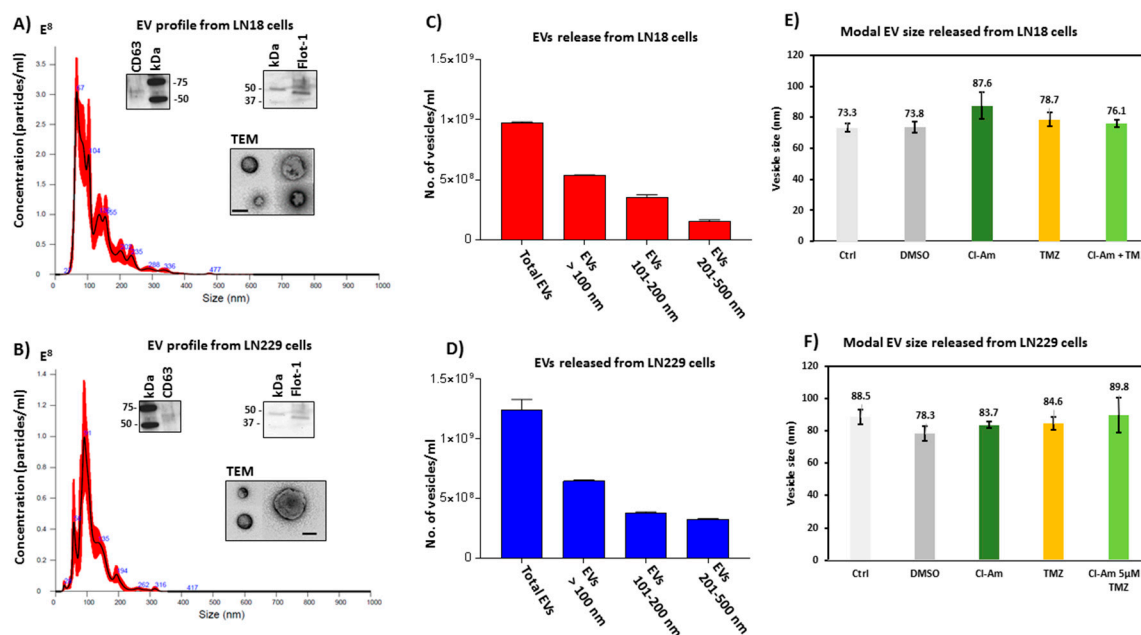 A)
E⁸
EV profile from LN18 cells
CD63
kDa
-75
-50
Flot-1
50
37
TEM
Concentration (particles/ml)
3.5
3.0
2.5
2.0
1.5
1.0
0.5
0
104
336
477
0 100 200 300 400 500 600 700 800 900 1000
Size (nm)
B)
E⁸
EV profile from LN229 cells
kDa
CD63
75-
50-
kDa
Flot-1
50
37
TEM
Concentration (particles/ml)
1.4
1.2
1.0
0.8
0.6
0.4
0.2
0
262 316
417
0 100 200 300 400 500 600 700 800 900 1000
Size (nm)
C)
EVs release from LN18 cells
No. of vesicles/ml
1.5×10⁹
1×10⁹
5×10⁸
0
Total EVs
EVs
> 100 nm
EVs
101-200 nm
EVs
201-500 nm
D)
EVs released from LN229 cells
No. of vesicles/ml
1.5×10⁹
1×10⁹
5×10⁸
0
Total EVs
EVs
> 100 nm
EVs
101-200 nm
EVs
201-500 nm
E)
Modal EV size released from LN18 cells
Vesicle size (nm)
120
100
80
60
40
20
0
73.3
73.8
87.6
78.7
76.1
Ctrl
DMSO
Cl-Am
TMZ
Cl-Am + TM
F)
Modal EV size released from LN229 cells
Vesicle size (nm)
120
100
80
60
40
20
0
88.5
78.3
83.7
84.6
89.8
Ctrl
DMSO
Cl-Am
TMZ
Cl-Am 5µM
TMZ